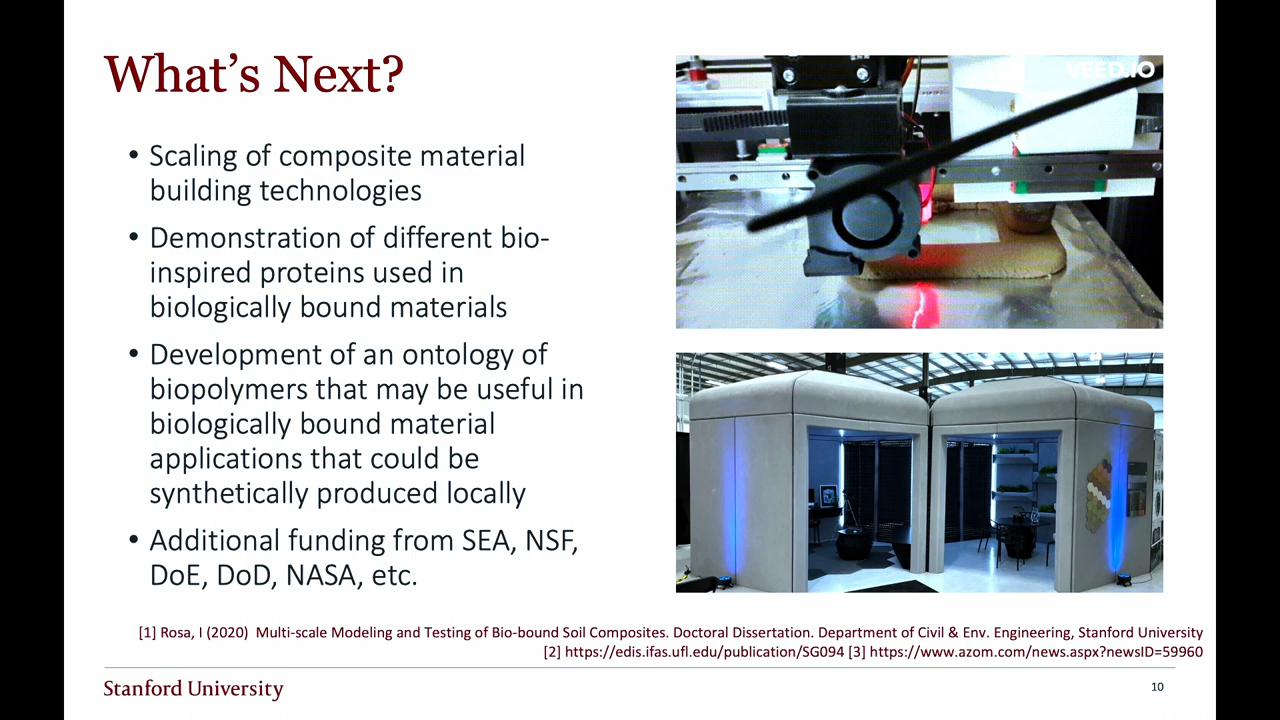 What's Next?
• Scaling of composite material
building technologies
• Demonstration of different bio-
inspired proteins used in
biologically bound materials
• Development of an ontology of
biopolymers that may be useful in
biologically bound material
applications that could be
synthetically produced locally
• Additional funding from SEA, NSF,
DoE, DoD, NASA, etc.
VEED.IO
[1] Rosa, I (2020) Multi-scale Modeling and Testing of Bio-bound Soil Composites. Doctoral Dissertation. Department of Civil & Env. Engineering, Stanford University
[2] https://edis.ifas.ufl.edu/publication/SG094 [3] https://www.azom.com/news.aspx?newsID=59960
Stanford University
10